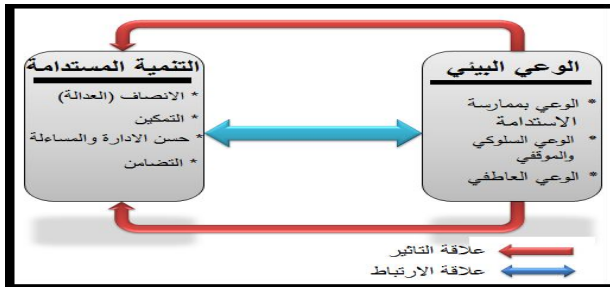 الوعي البيئي
* الوعي بممارسة
الاستدامة
* الوعي السلوكي
والموقفي
* الوعي العاطفي
التنمية المستدامة
* الانصاف (العدالة)
* التمكين
* حسن الادارة والمساءلة
* التضامن
علاقة التاثير
علاقة الارتباط